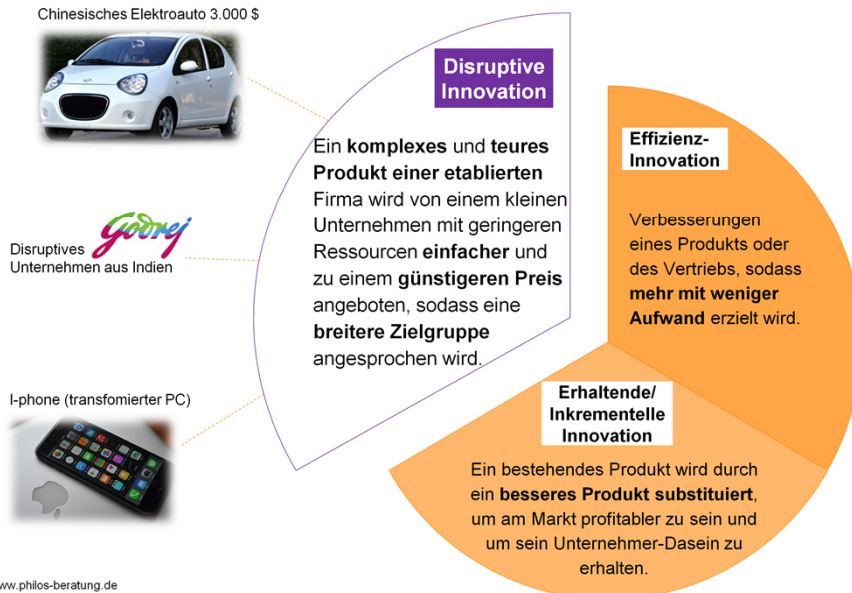 Chinesisches Elektroauto 3.000 $
Disruptive
Innovation
Ein komplexes und teures
Produkt einer etablierten
Firma wird von einem kleinen
Unternehmen mit geringeren
Ressourcen einfacher und
zu einem günstigeren Preis
angeboten, sodass eine
breitere Zielgruppe
angesprochen wird.
Godrej
Disruptives
Unternehmen aus Indien
I-phone (transfomierter PC)
Effizienz-
Innovation
Verbesserungen
eines Produkts oder
des Vertriebs, sodass
mehr mit weniger
Aufwand erzielt wird.
Erhaltende/
Inkrementelle
Innovation
Ein bestehendes Produkt wird durch
ein besseres Produkt substituiert,
um am Markt profitabler zu sein und
um sein Unternehmer-Dasein zu
erhalten.
ww.philos-beratung.de